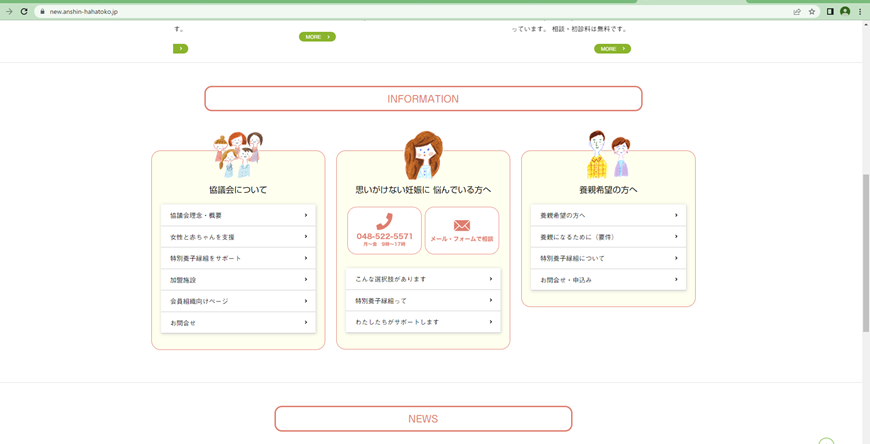 new.anshin-hahatoko.jp
す。
MORE
っています。 相談・初診料は無料です。
MORE
INFORMATION
協議会について
協議会理念・概要
女性と赤ちゃんを支援
特別養子縁組をサポート
加盟施設
会員組織向けページ
お問合せ
思いがけない妊娠に 悩んでいる方へ
048-522-5571
月〜金 9時〜17時
メール・フォームで相談
こんな選択肢があります
特別養子縁組って
わたしたちがサポートします
養親希望の方へ
養親希望の方へ
養親になるために（要件）
特別養子縁組について
お問合せ・申込み
NEWS